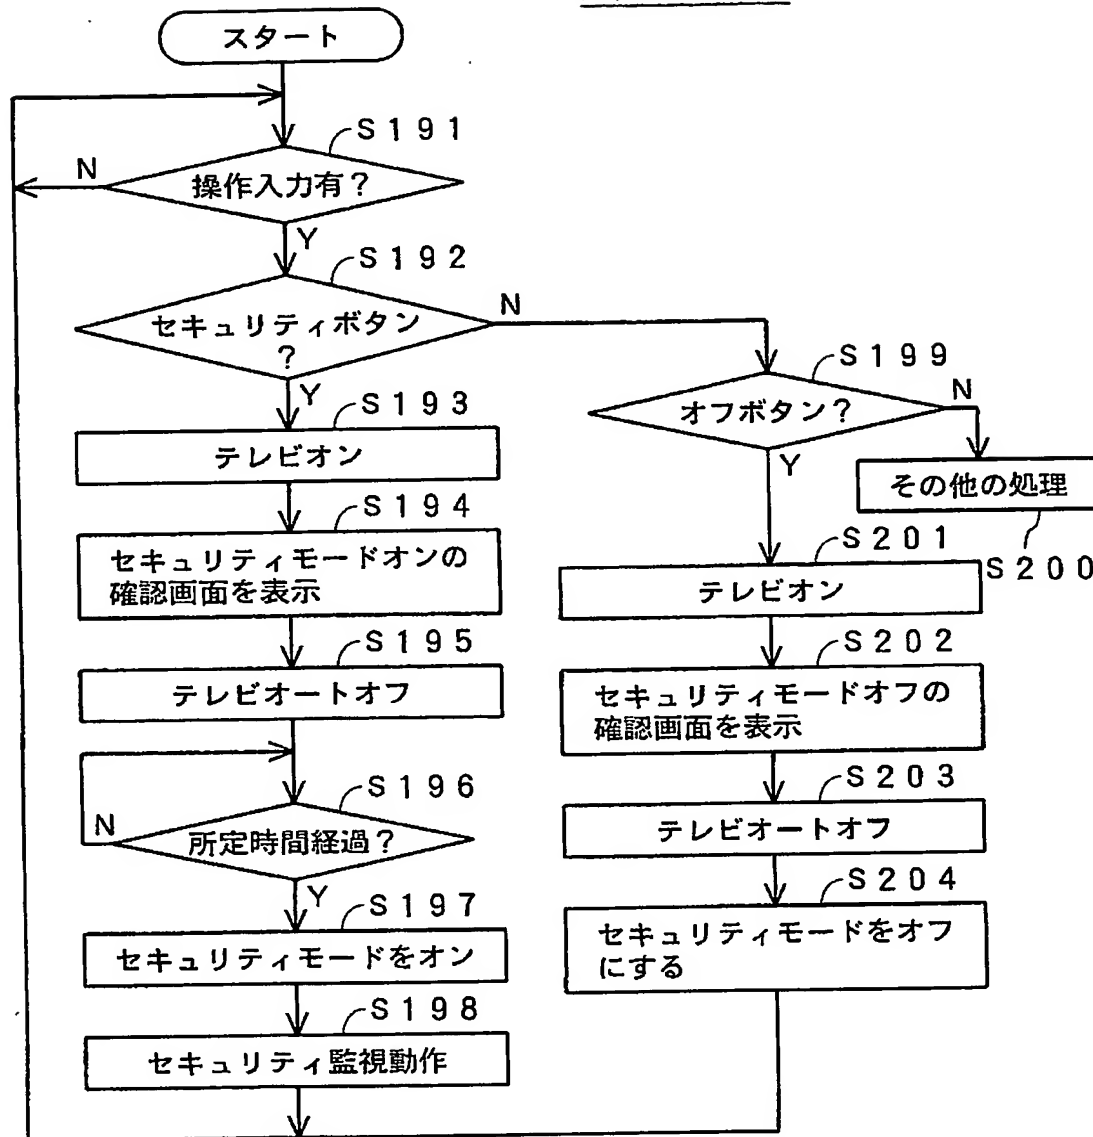 スタート
S191
N
操作入力有?
Y
S192
N
セキュリティボタン
?
Y
S193
テレビオン
S194
セキュリティモードオンの
確認画面を表示
S195
テレビオートオフ
S196
N
所定時間経過?
Y
S197
セキュリティモードをオン
S198
セキュリティ監視動作
S199
N
オフボタン?
Y
その他の処理
S200
S201
テレビオン
S202
セキュリティモードオフの
確認画面を表示
S203
テレビオートオフ
S204
セキュリティモードをオフ
にする